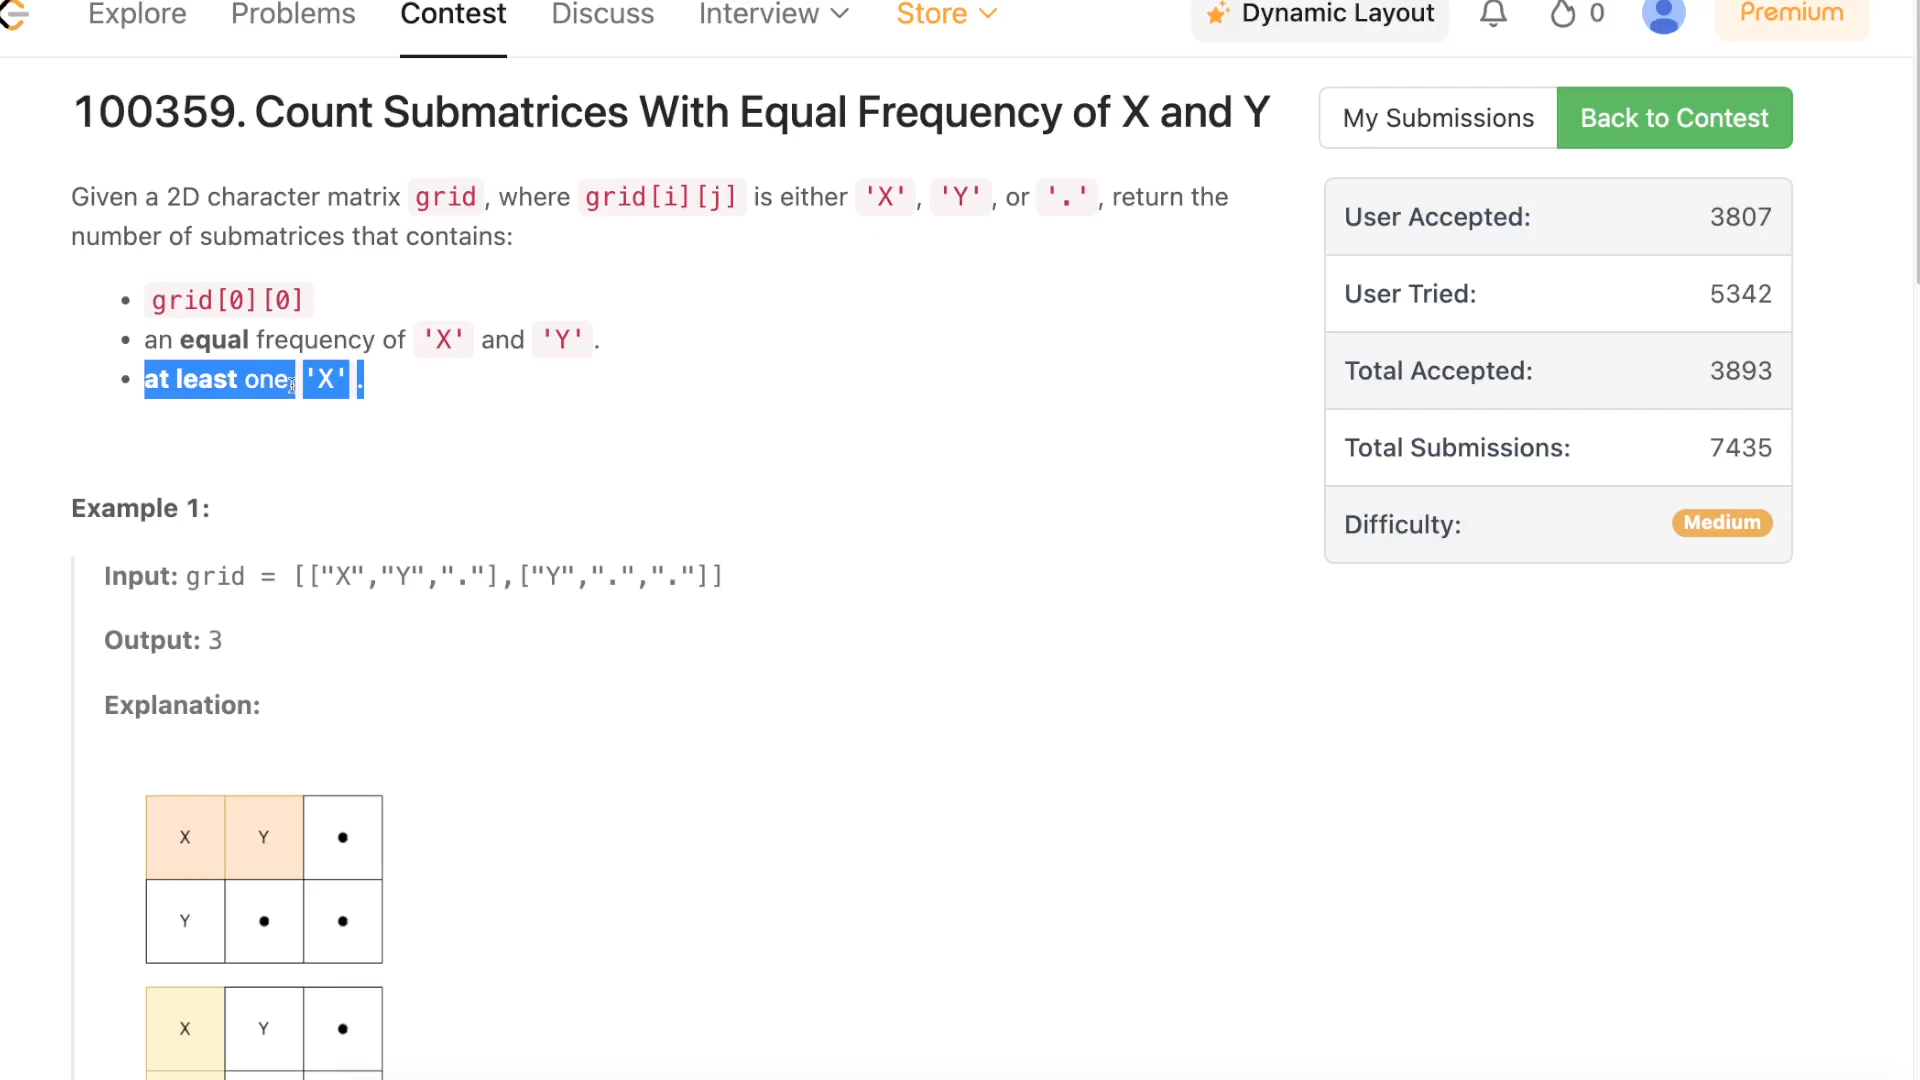 Explore Problems Contest Discuss Interview Store Dynamic Layout 0 Premium
100359. Count Submatrices With Equal Frequency of X and Y
My Submissions Back to Contest
Given a 2D character matrix grid, where grid[i][j] is either 'X', 'Y', or '.', return the
number of submatrices that contains:
• grid[0][0]
• an equal frequency of 'X' and 'Y'.
• at least one 'X'.
User Accepted: 3807
User Tried: 5342
Total Accepted: 3893
Total Submissions: 7435
Difficulty: Medium
Example 1:
Input: grid = [["X","Y","."],["Y",".","."]]
Output: 3
Explanation:
X Y •
Y • •
X Y •